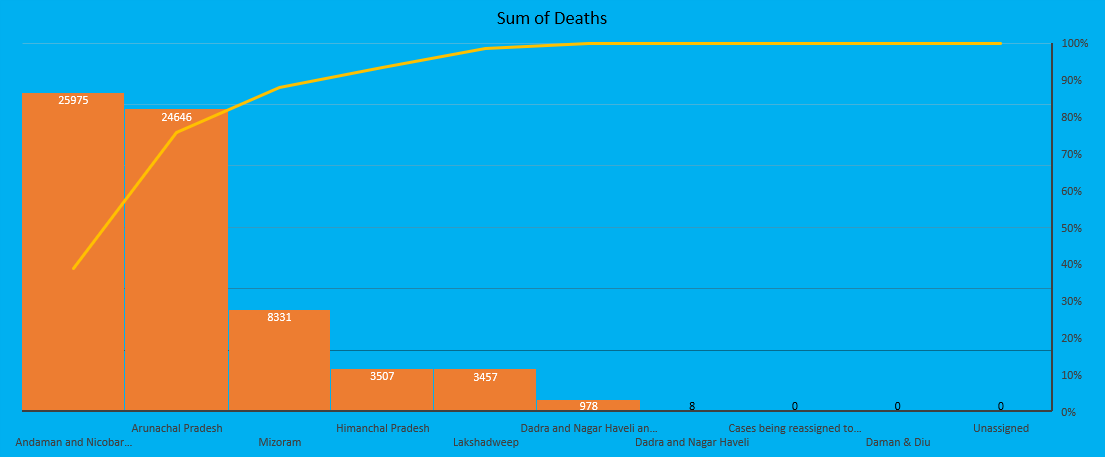 Sum of Deaths
100%
90%
80%
70%
60%
50%
40%
30%
20%
10%
0%
25975
24646
8331
3507
3457
978
8
0
0
0
Andaman and Nicobar...
Arunachal Pradesh
Mizoram
Himanchal Pradesh
Lakshadweep
Dadra and Nagar Haveli an...
Dadra and Nagar Haveli
Cases being reassigned to...
Daman & Diu
Unassigned